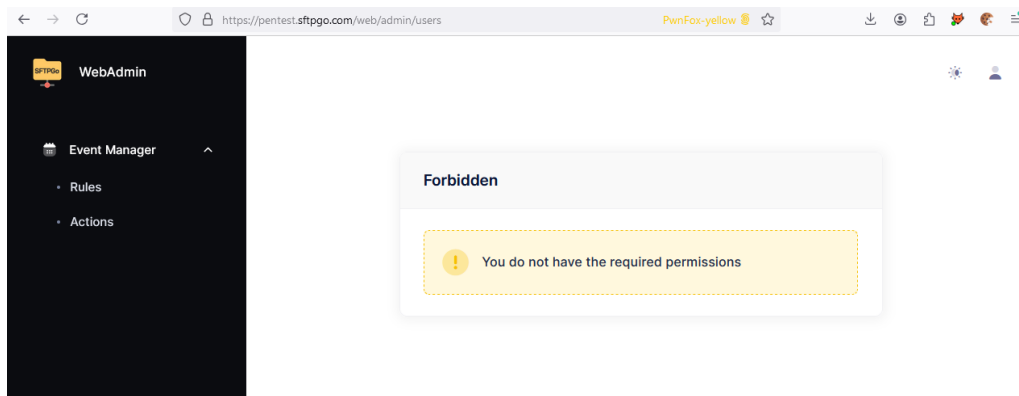 https://pentest.sftpgo.com/web/admin/users
PwnFox-yellow
SFTPGo
WebAdmin
Event Manager
Rules
Actions
Forbidden
!
You do not have the required permissions